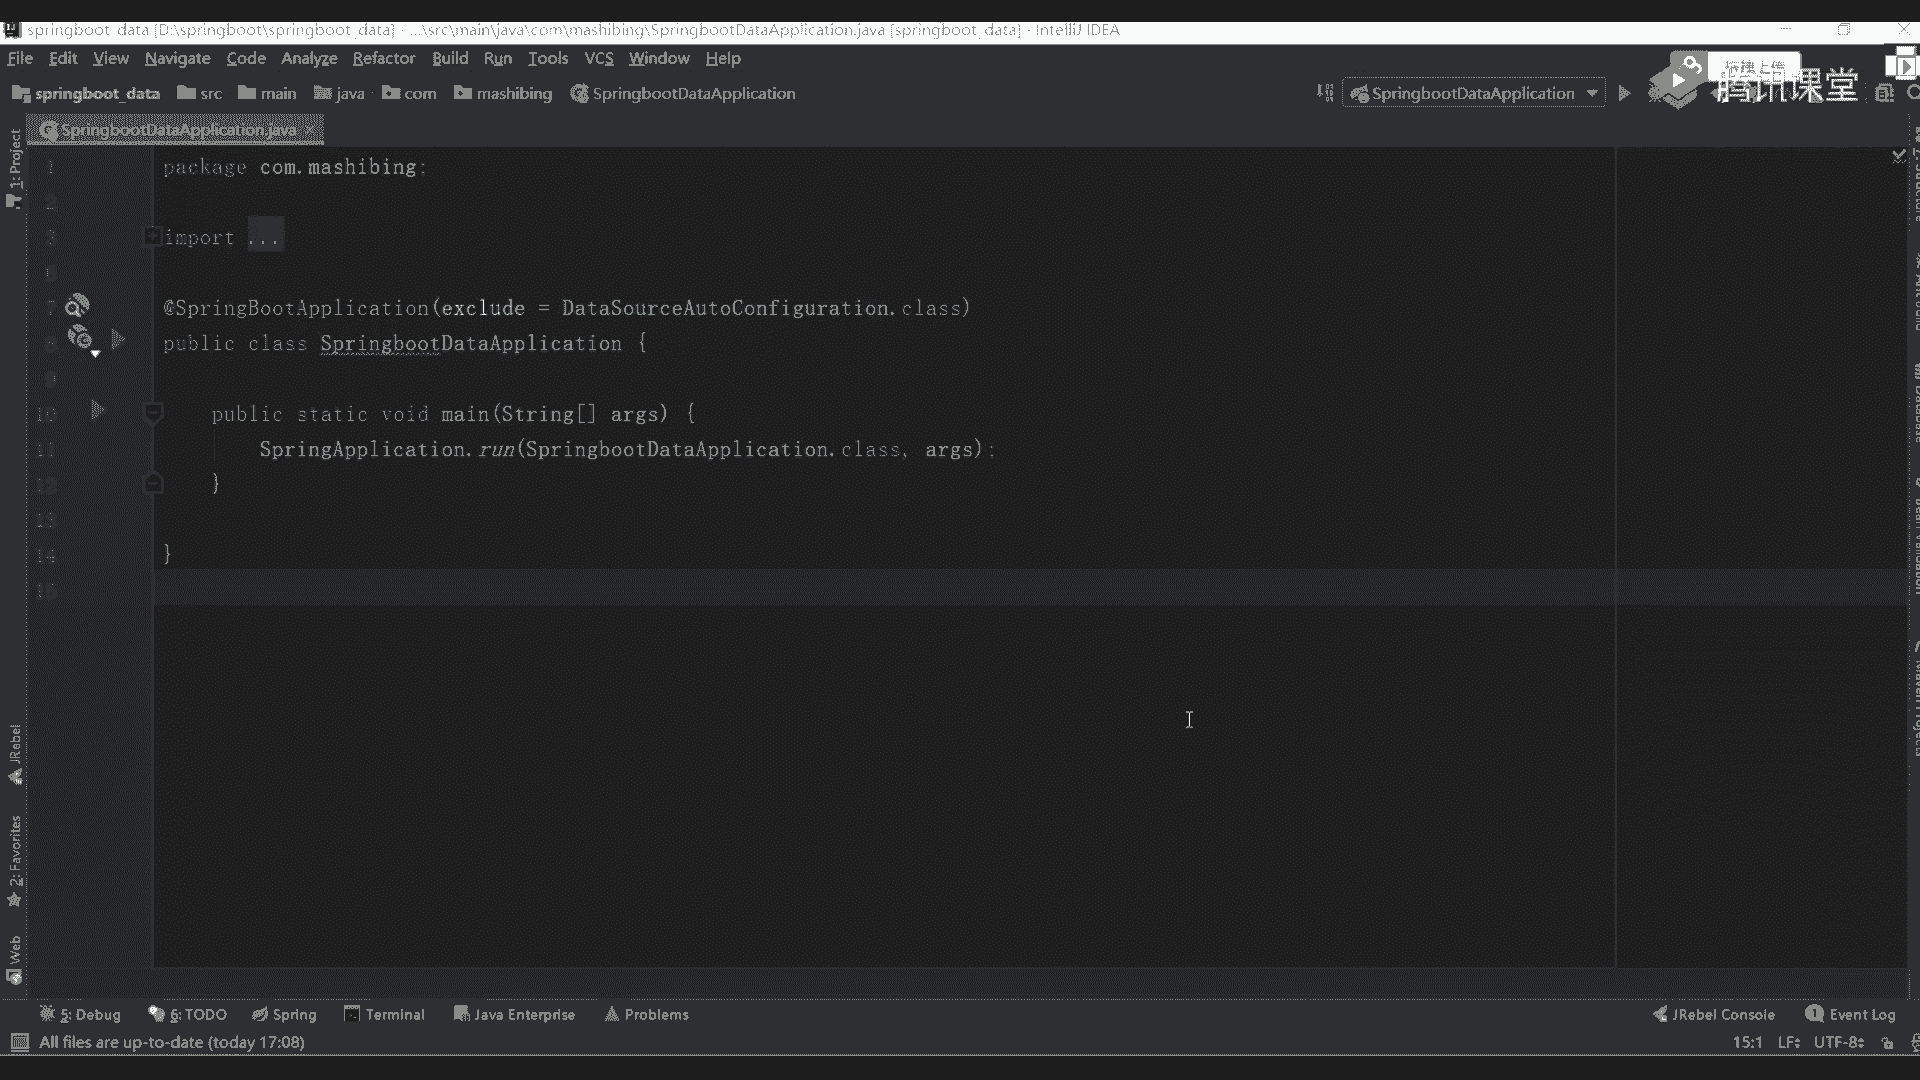 springboot_data [D:\springboot\springboot_data] - ...\src\main\java\com\mashibing\SpringbootDataApplication.java [springboot_data] - IntelliJ IDEA
File Edit View Navigate Code Analyze Refactor Build Run Tools VCS Window Help
springboot_data src main java com mashibing SpringbootDataApplication SpringbootDataApplication 腾讯课堂
SpringbootDataApplication.java
1: Project
1 package com.mashibing;
2
3 import ...
6
7 @SpringBootApplication(exclude = DataSourceAutoConfiguration.class)
8 public class SpringbootDataApplication {
9
10 public static void main(String[] args) {
11 SpringApplication.run(SpringbootDataApplication.class, args);
12 }
13
14 }
15
JRebel
2: Favorites
Web
5: Debug 6: TODO Spring Terminal Java Enterprise Problems JRebel Console 1 Event Log
All files are up-to-date (today 17:08) 15:1 LF UTF-8